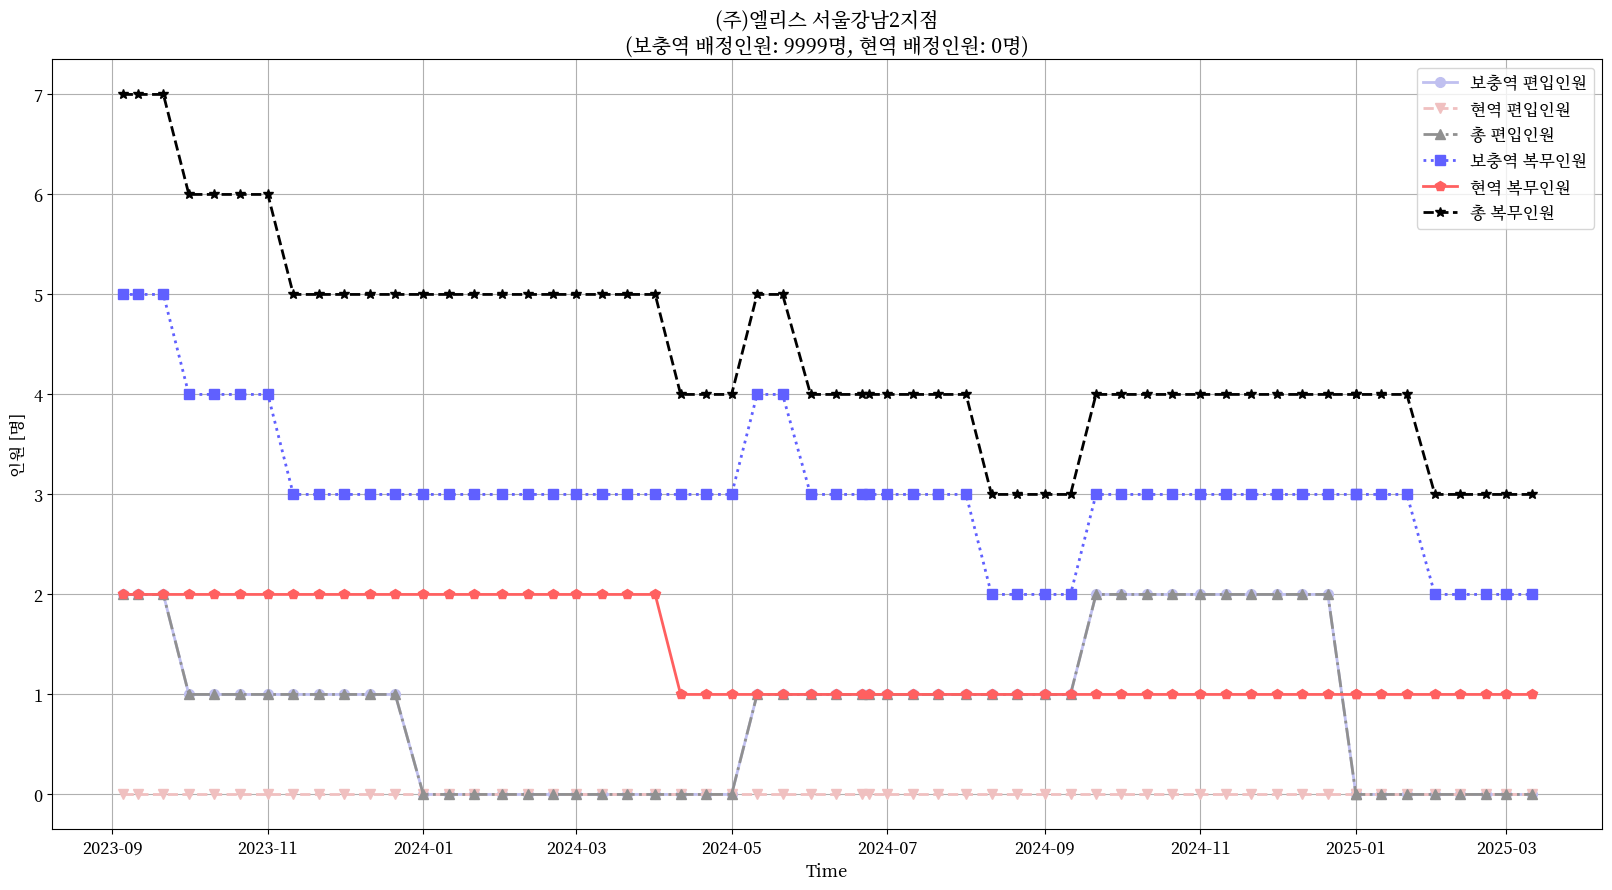 (주)엘리스 서울강남2지점
(보충역 배정인원: 9999명, 현역 배정인원: 0명)
보충역 편입인원
현역 편입인원
총 편입인원
보충역 복무인원
현역 복무인원
총 복무인원
7
6
5
4
3
2
1
0
인원 [명]
2023-09
2023-11
2024-01
2024-03
2024-05
2024-07
2024-09
2024-11
2025-01
2025-03
Time